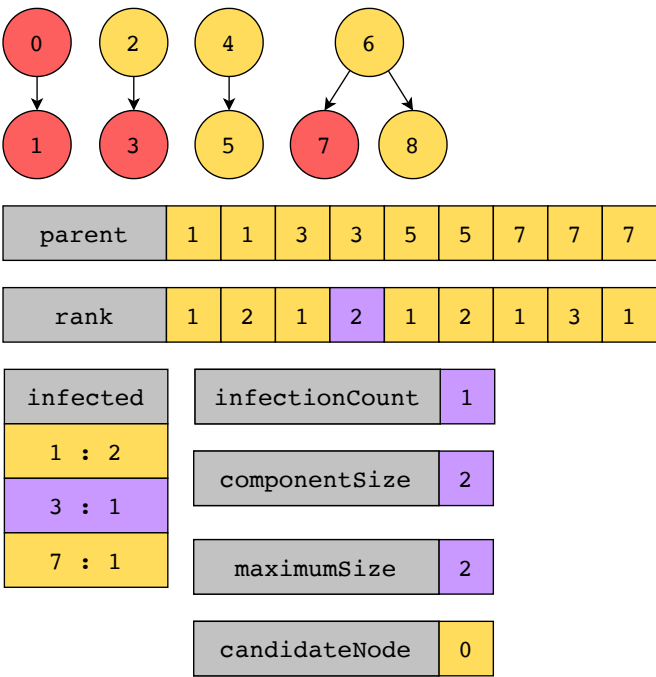 0 2 4 6
1 3 5 7 8
parent 1 1 3 3 5 5 7 7 7
rank 1 2 1 2 1 2 1 3 1
infected
1 : 2
3 : 1
7 : 1
infectionCount 1
componentSize 2
maximumSize 2
candidateNode 0